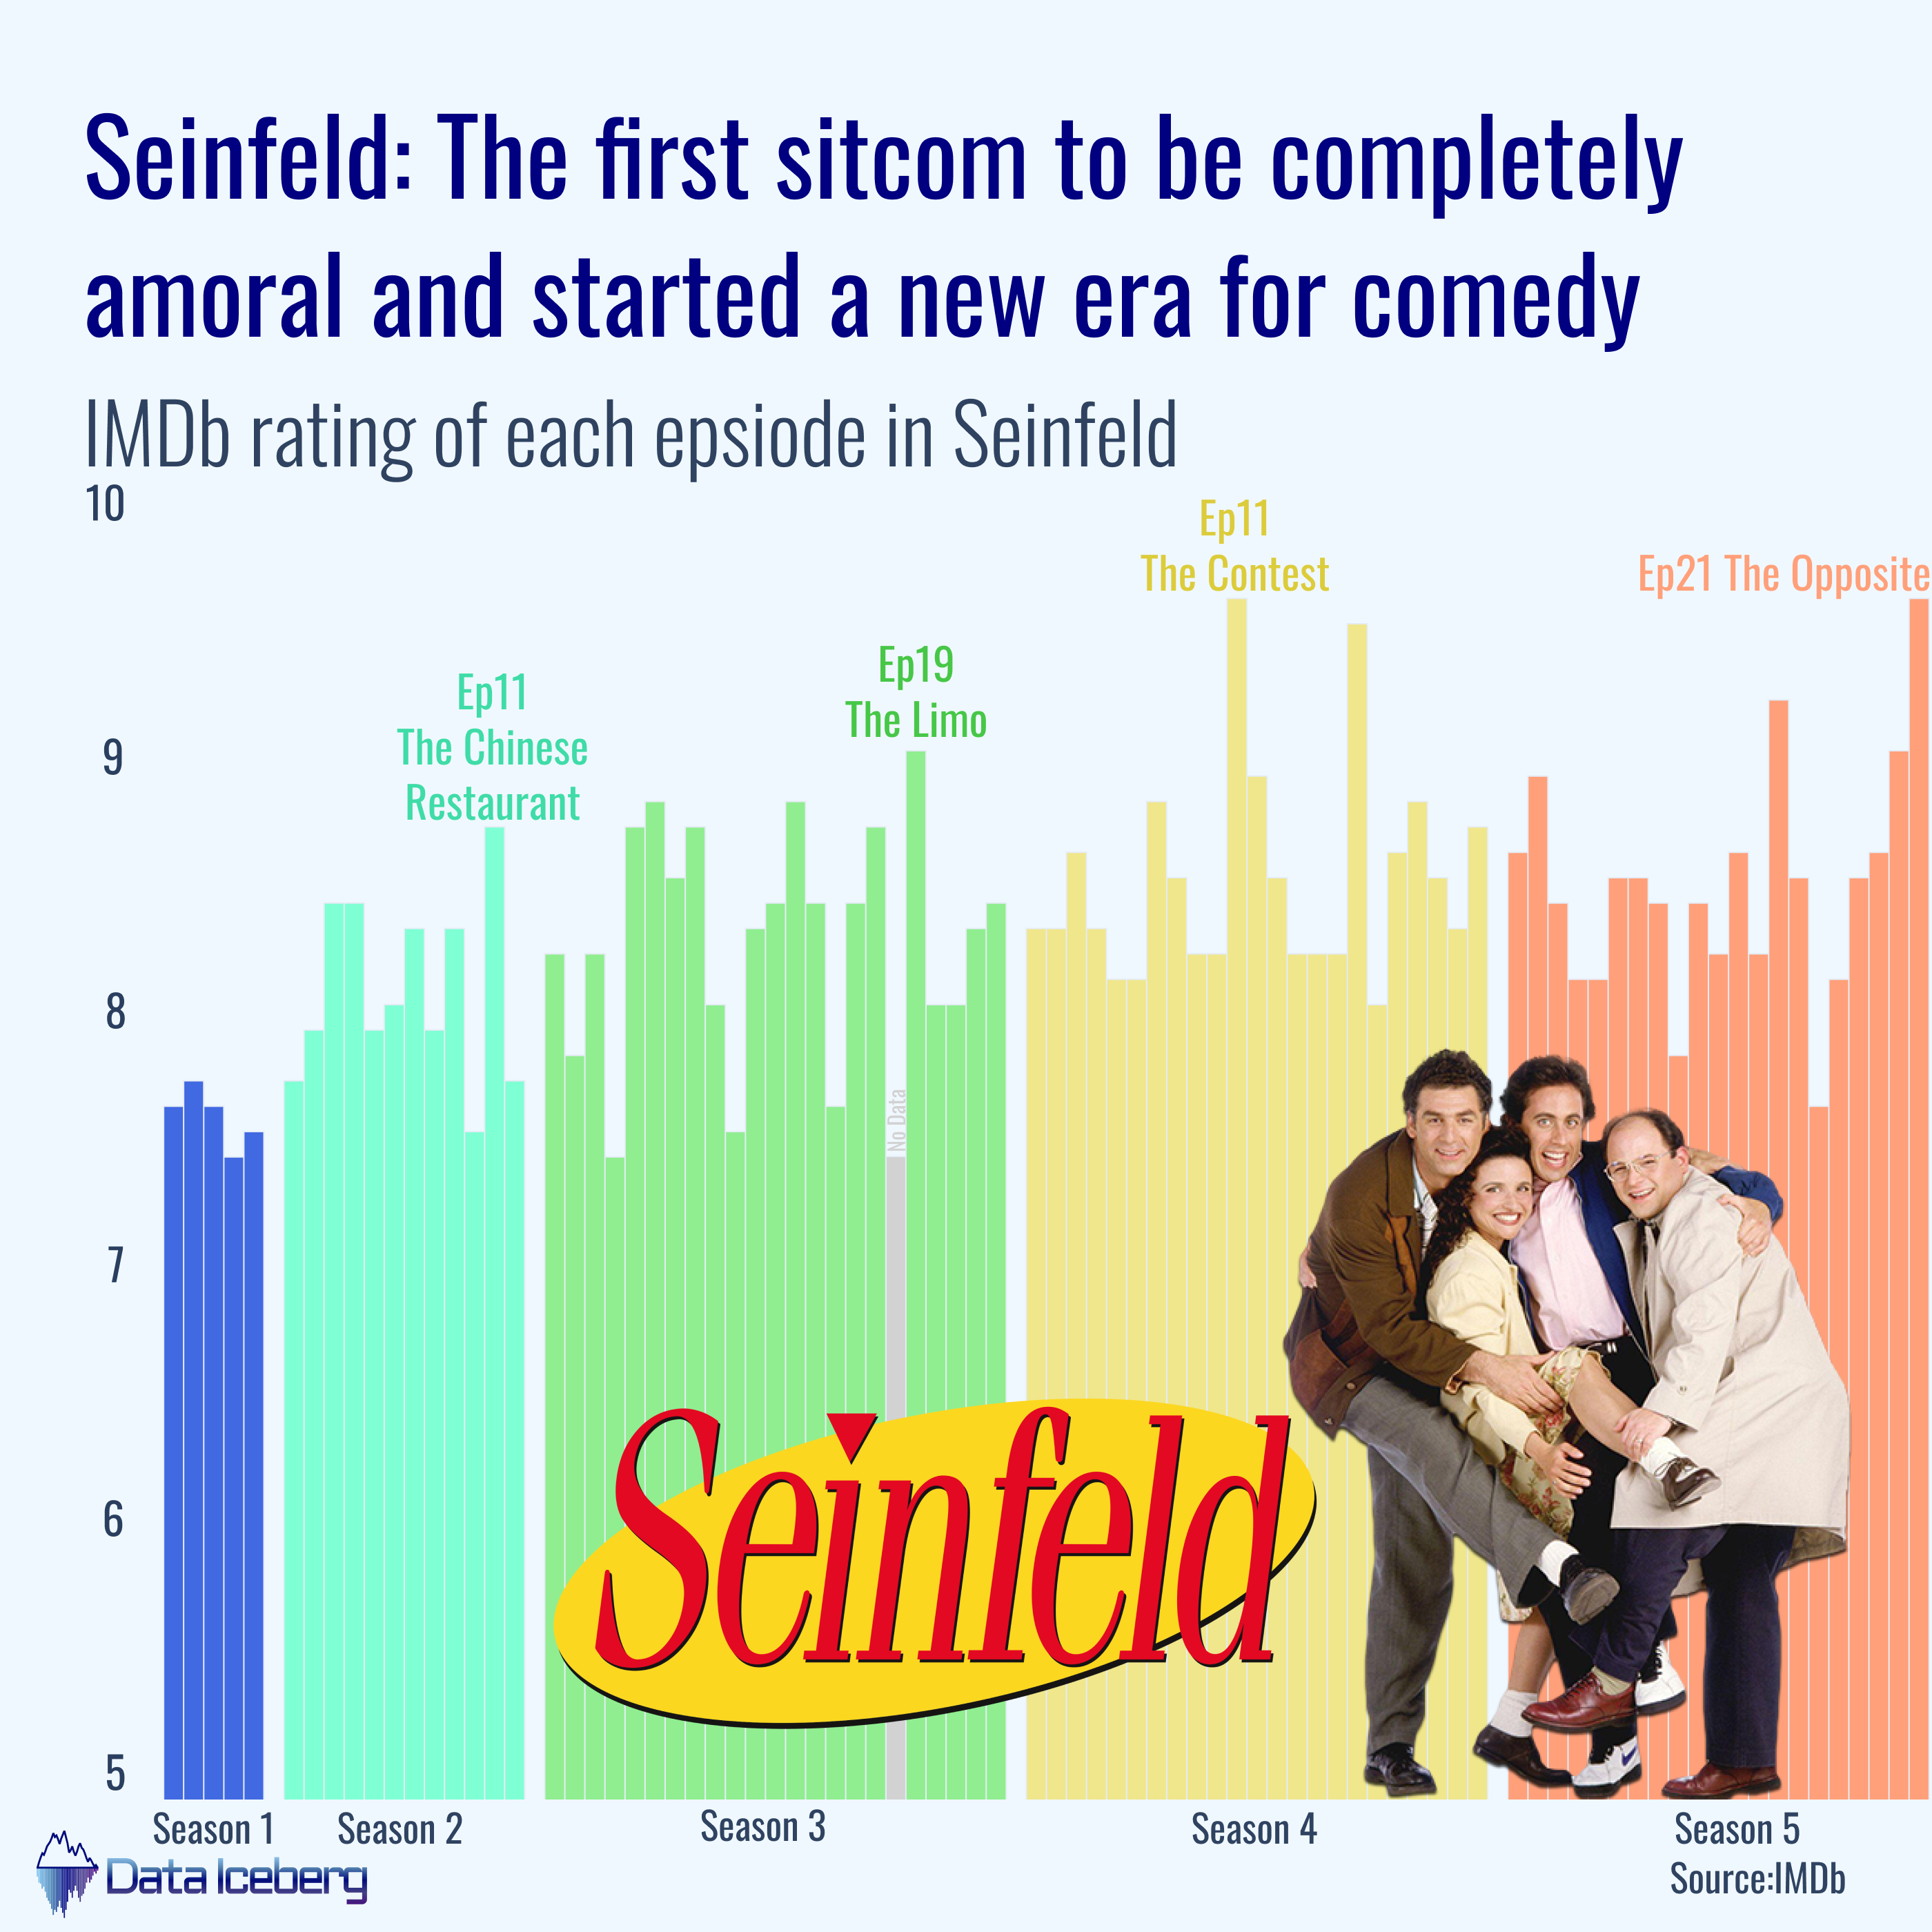 Seinfeld: The first sitcom to be completely
amoral and started a new era for comedy
IMDb rating of each epsiode in Seinfeld
10
Ep11
The Contest
Ep21 The Opposite
Ep19
The Limo
Ep11
The Chinese
Restaurant
9
8
7
6
5
No Data
Seinfeld
Season 1
Season 2
Season 3
Season 4
Season 5
Source:IMDb
Data Iceberg